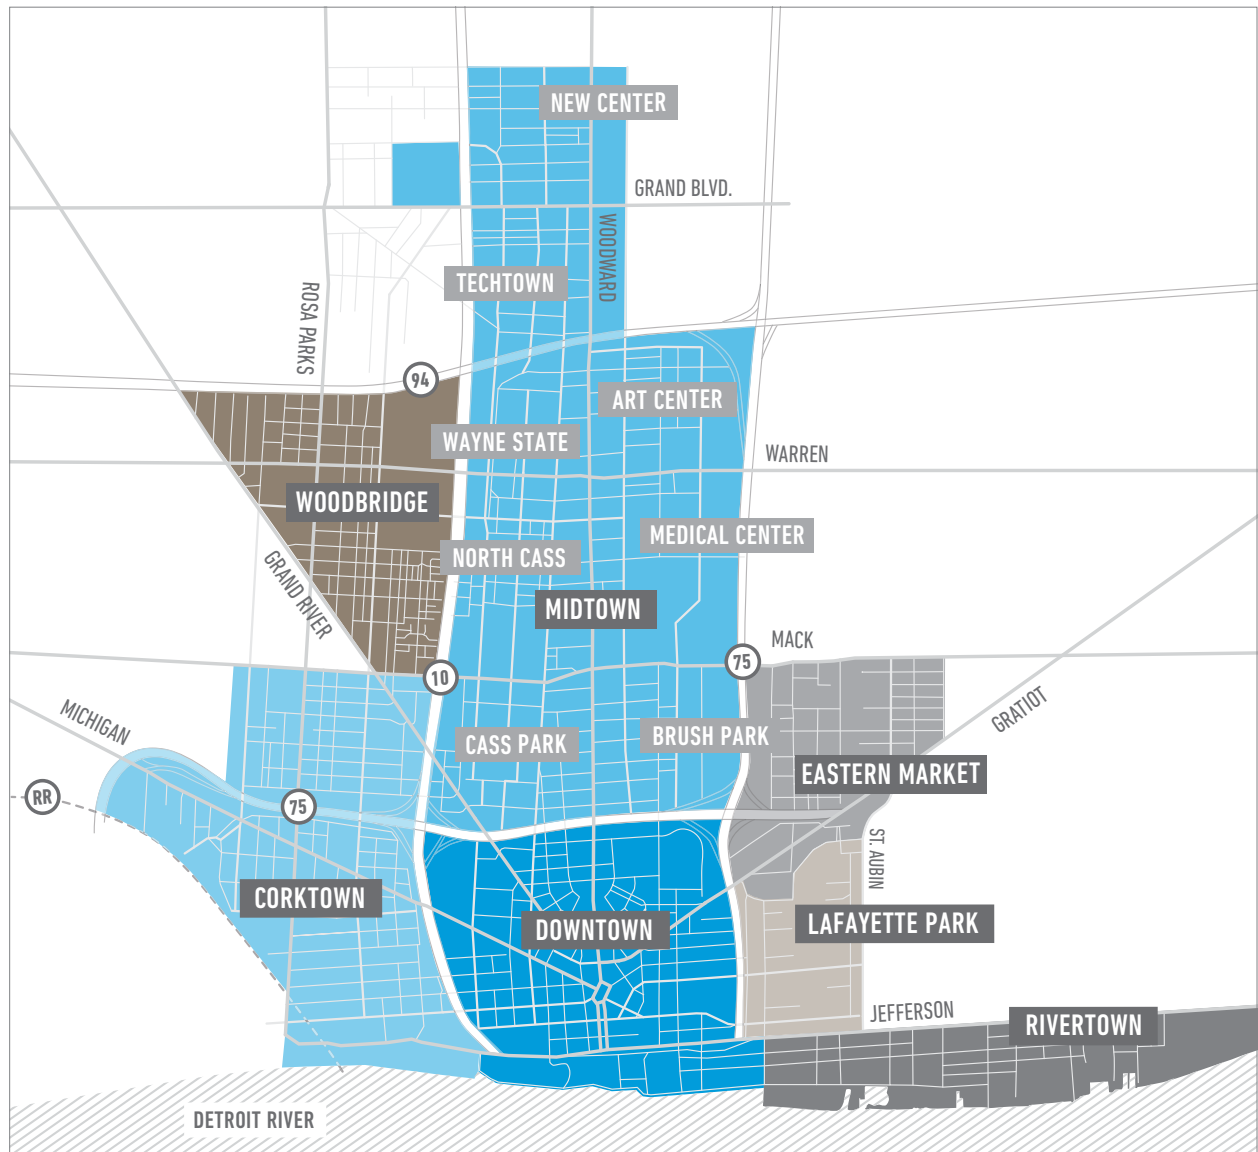 NEW CENTER
GRAND BLVD.
WOODWARD
TECHTOWN
ROSA PARKS
94
ART CENTER
WAYNE STATE
WARREN
WOODBRIDGE
MEDICAL CENTER
NORTH CASS
GRAND RIVER
MIDTOWN
MACK
75
10
GRATIOT
MICHIGAN
CASS PARK
BRUSH PARK
EASTERN MARKET
RR
75
ST. AUBIN
CORKTOWN
LAFAYETTE PARK
DOWNTOWN
JEFFERSON
RIVERTOWN
DETROIT RIVER